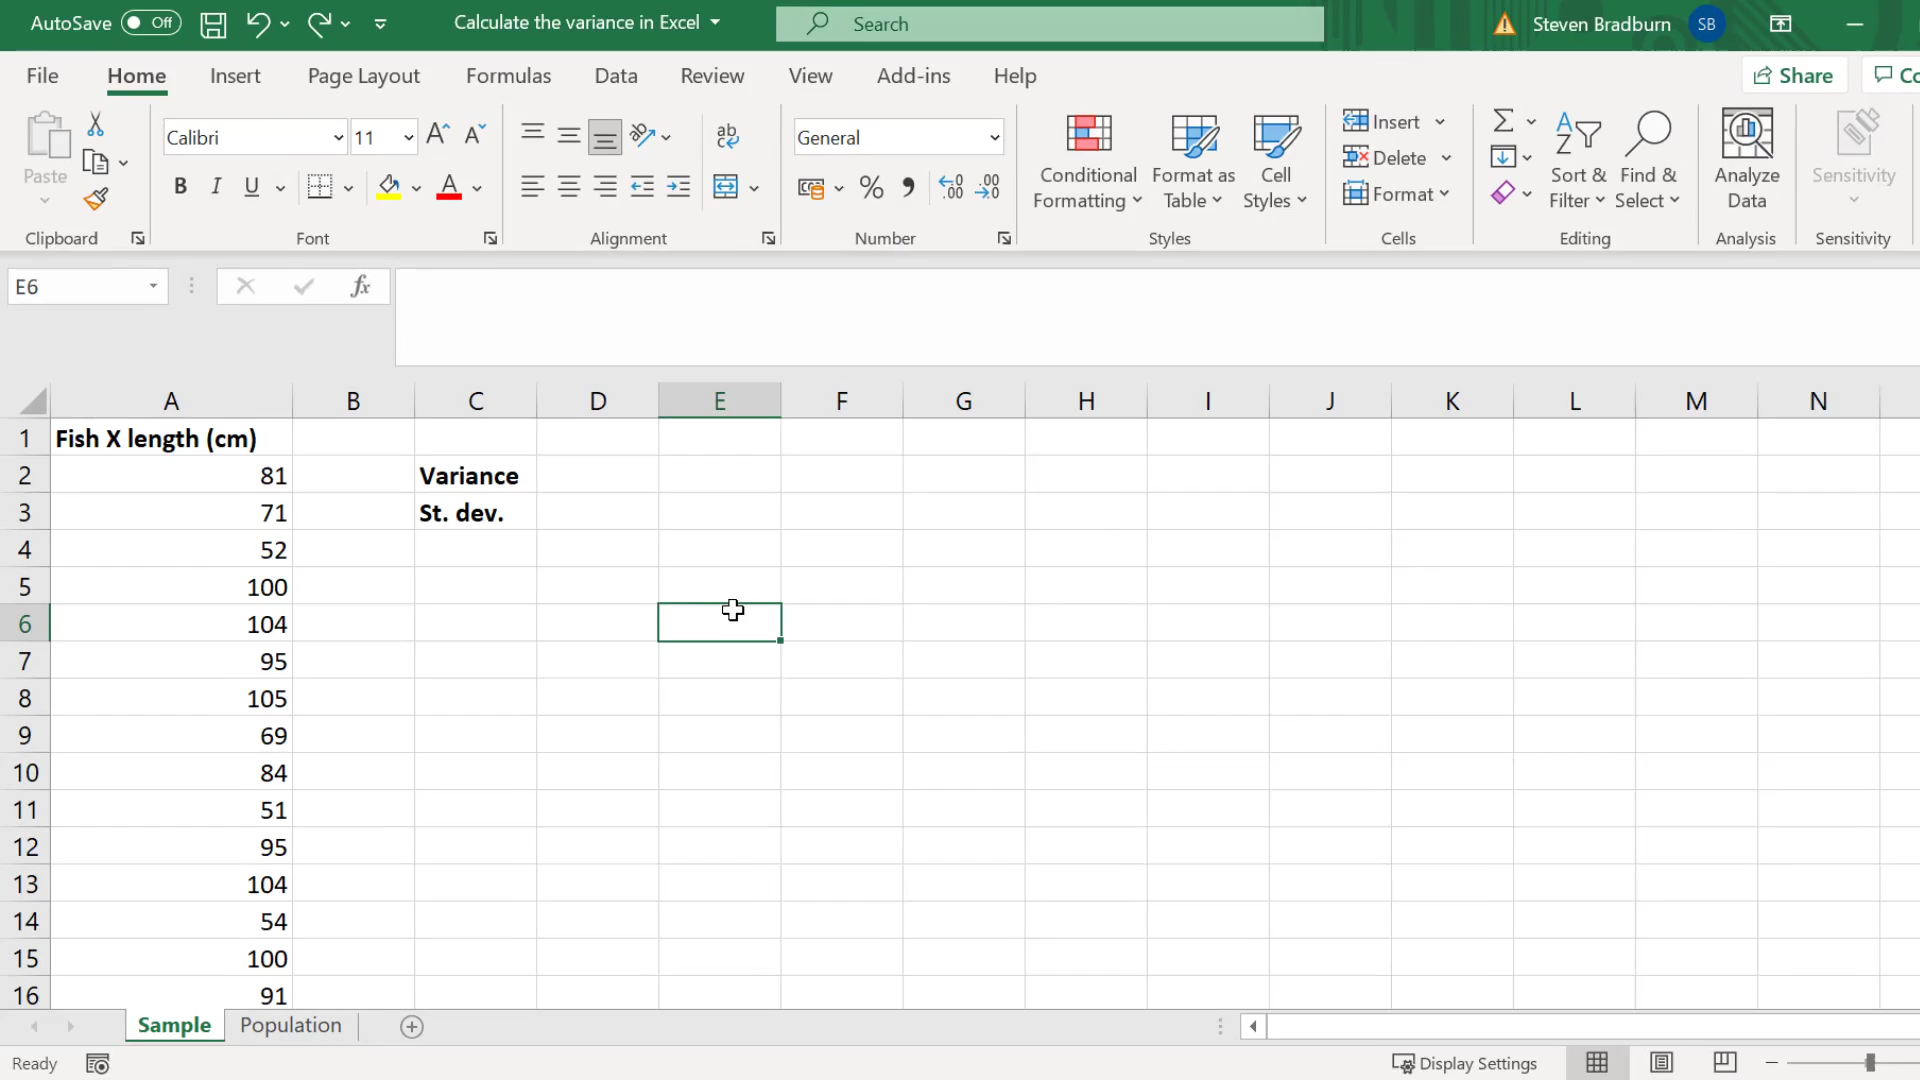 AutoSave Off Calculate the variance in Excel Search Steven Bradburn SB
File Home Insert Page Layout Formulas Data Review View Add-ins Help Share Co
Paste Calibri 11 A A ab c General Conditional Formatting Format as Table Cell Styles Insert Delete Format Sort & Filter Find & Select Analyze Data Sensitivity
B I U A % 9 .00 .00
Clipboard Font Alignment Number Styles Cells Editing Analysis Sensitivity
E6 fx
A B C D E F G H I J K L M N
1 Fish X length (cm)
2 81 Variance
3 71 St. dev.
4 52
5 100
6 104
7 95
8 105
9 69
10 84
11 51
12 95
13 104
14 54
15 100
16 91
Sample Population
Ready Display Settings